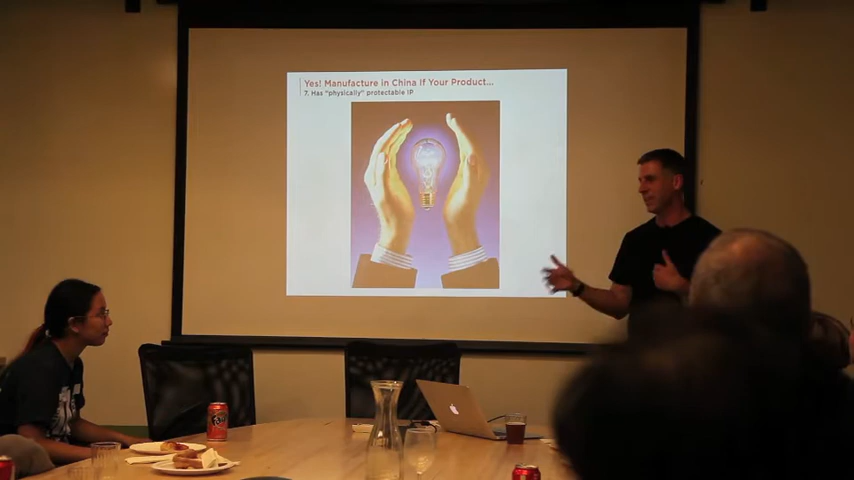 Yes! Manufacture in China If Your Product...
7. Has "physically" protectable IP